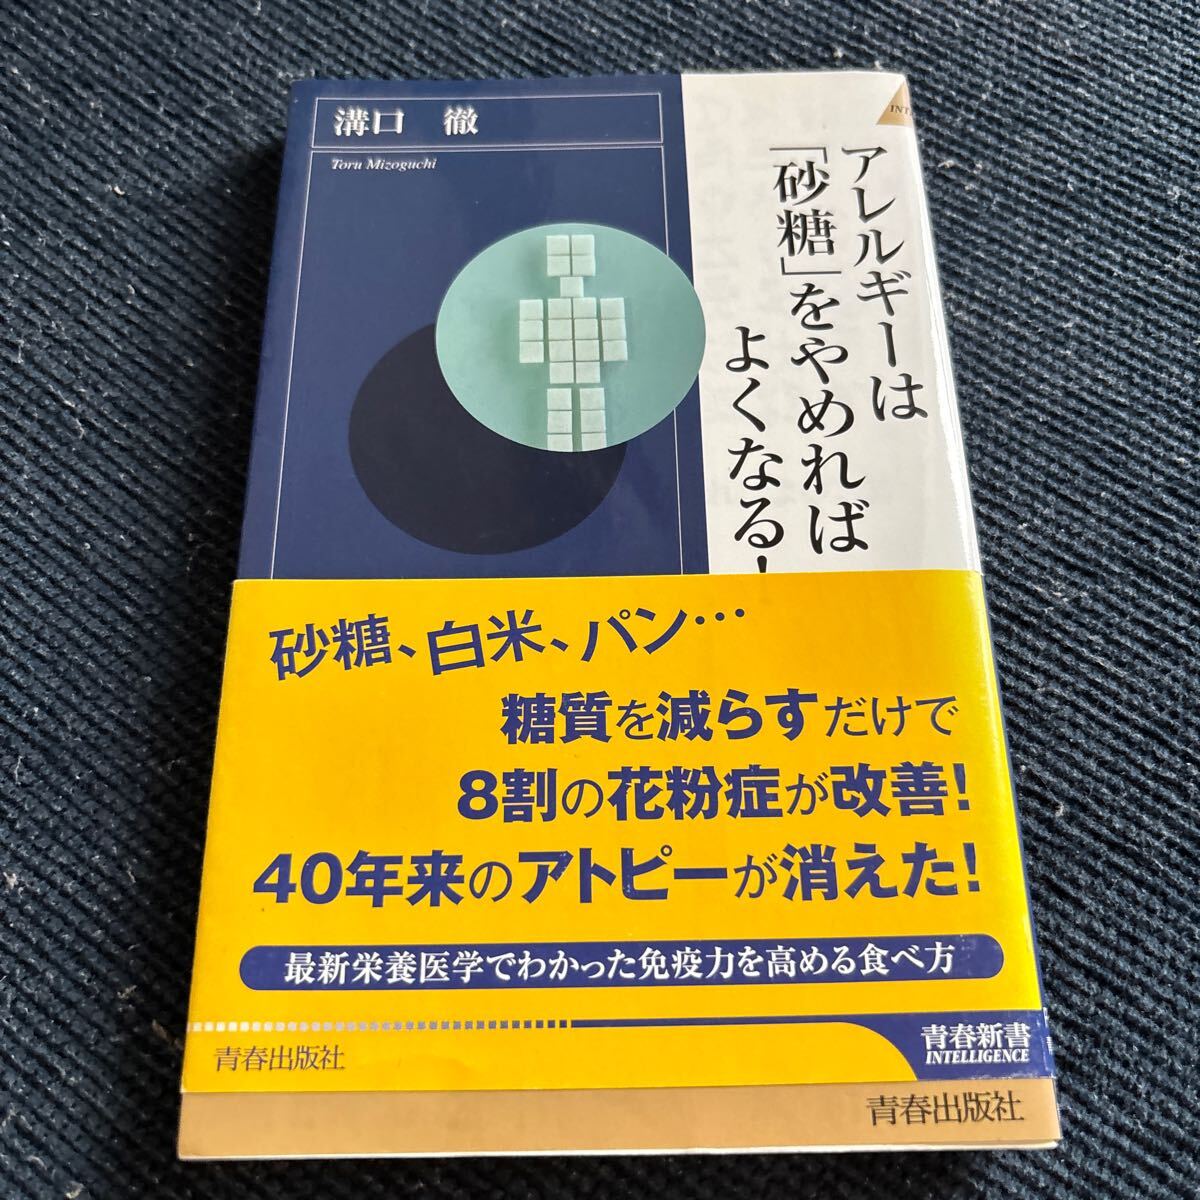 溝口 徹
Toru Mizoguchi
アレルギーは
「砂糖」をやめれば
よくなる!
砂糖、白米、パン…
糖質を減らすだけで
8割の花粉症が改善!
40年来のアトピーが消えた!
最新栄養医学でわかった免疫力を高める食べ方
青春新書
INTELLIGENCE
青春出版社
青春出版社